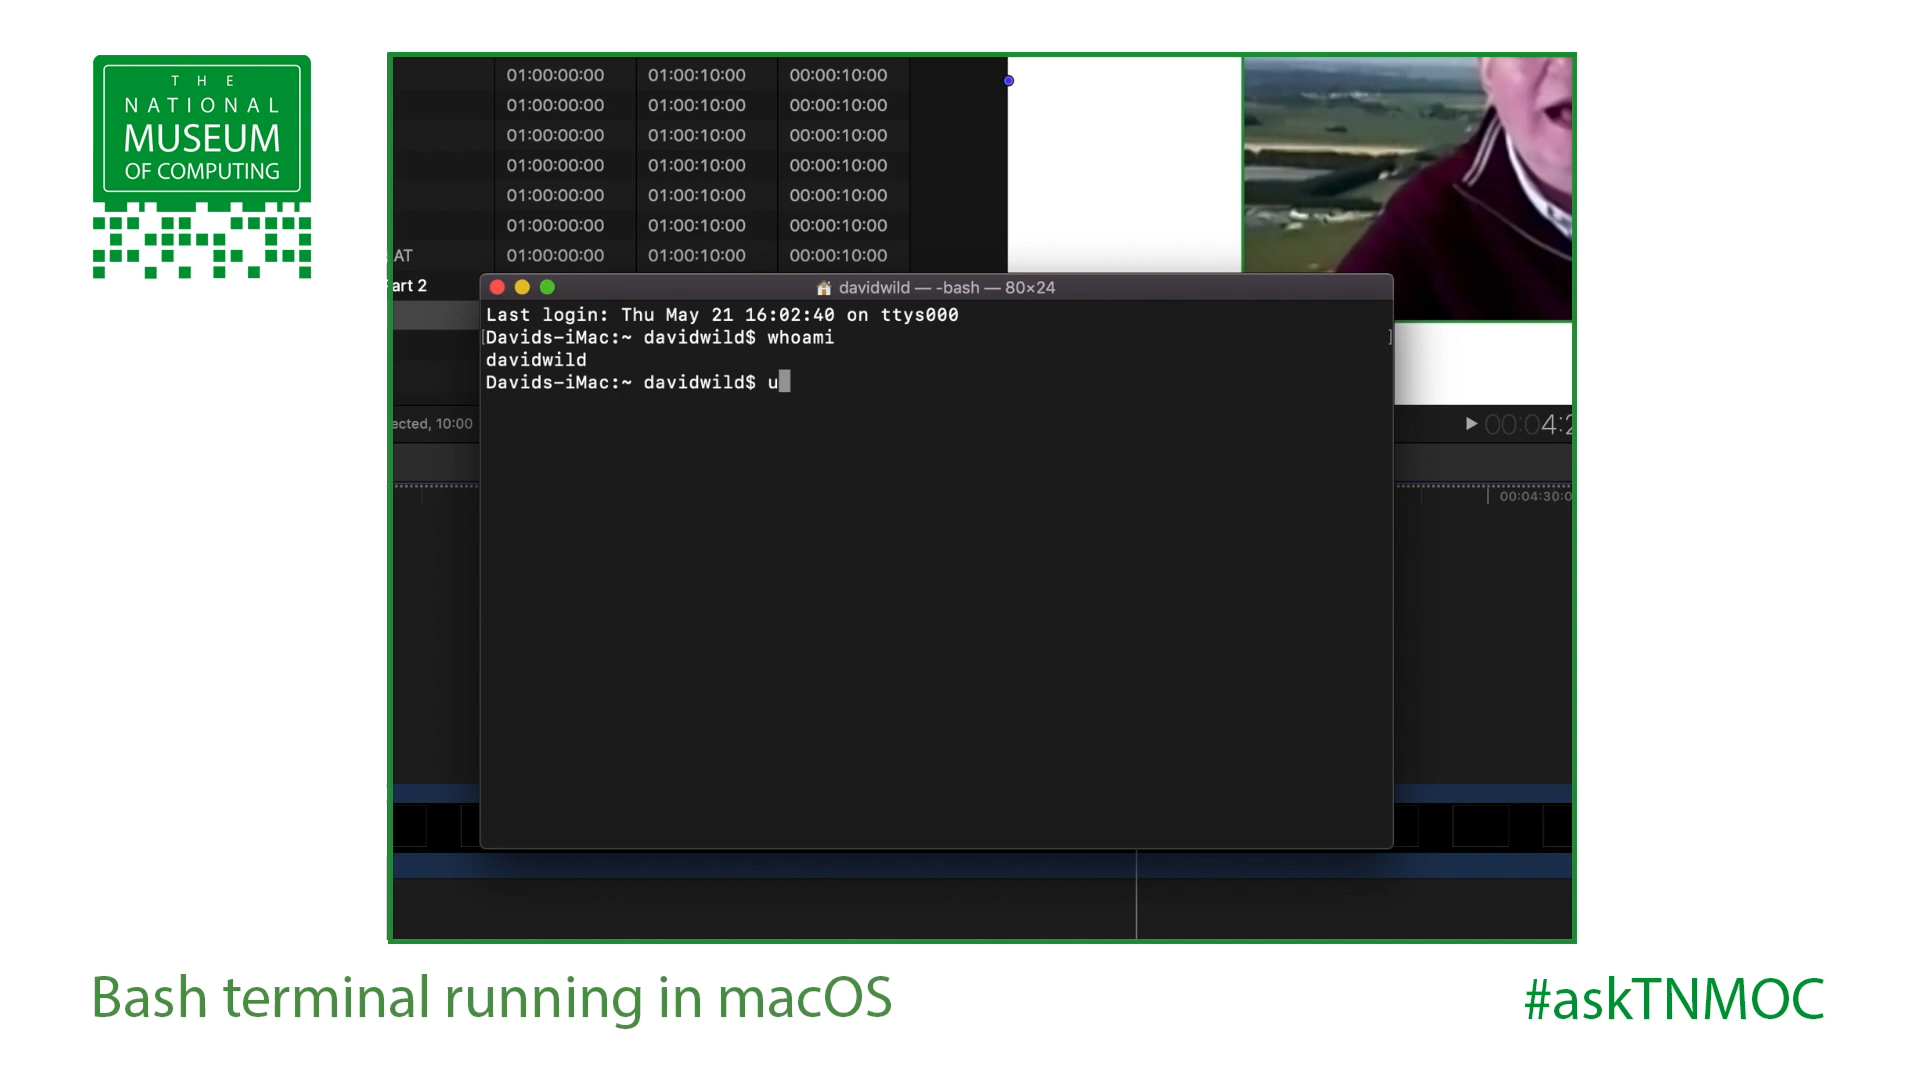 THE
NATIONAL
MUSEUM
OF COMPUTING
01:00:00:00 01:00:10:00 00:00:10:00
01:00:00:00 01:00:10:00 00:00:10:00
01:00:00:00 01:00:10:00 00:00:10:00
01:00:00:00 01:00:10:00 00:00:10:00
01:00:00:00 01:00:10:00 00:00:10:00
01:00:00:00 01:00:10:00 00:00:10:00
AT 01:00:00:00 01:00:10:00 00:00:10:00
art 2
davidwild — -bash — 80×24
Last login: Thu May 21 16:02:40 on ttys000
[Davids-iMac:~ davidwild$ whoami ]
davidwild
Davids-iMac:~ davidwild$ u
ected, 10:00
00:04:2
00:04:30:0
Bash terminal running in macOS
#askTNMOC